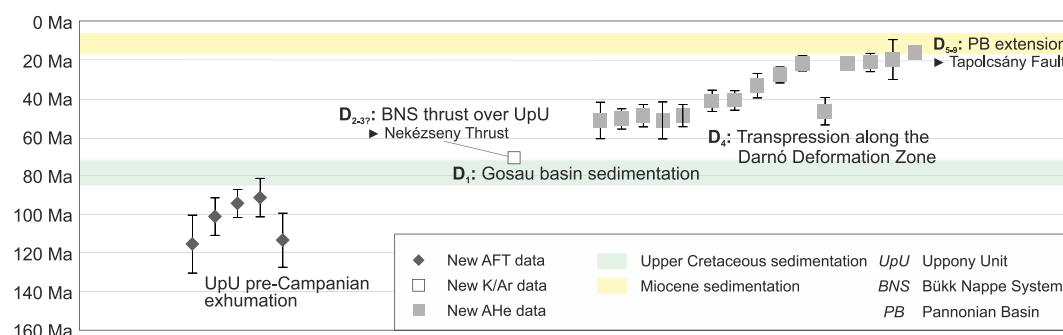 0 Ma
20 Ma
40 Ma
60 Ma
80 Ma
100 Ma
120 Ma
140 Ma
160 Ma
D5-9: PB extension
► Tapolcsány Fault
D2-3?: BNS thrust over UpU
► Nekézseny Thrust
D4: Transpression along the
Darnó Deformation Zone
D1: Gosau basin sedimentation
UpU pre-Campanian
exhumation
New AFT data
New K/Ar data
New AHe data
Upper Cretaceous sedimentation
Miocene sedimentation
UpU Uppony Unit
BNS Bükk Nappe System
PB Pannonian Basin